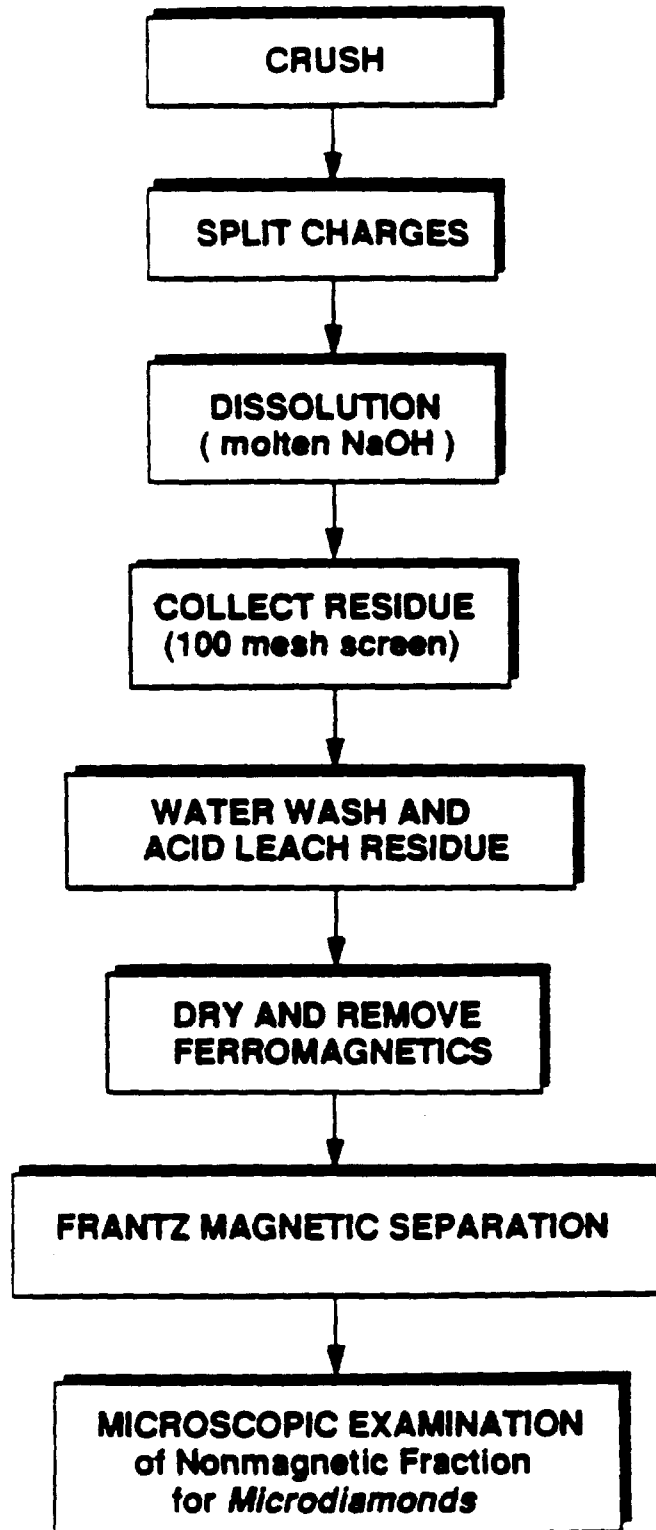 CRUSH
SPLIT CHARGES
DISSOLUTION
( molten NaOH )
COLLECT RESIDUE
(100 mesh screen)
WATER WASH AND
ACID LEACH RESIDUE
DRY AND REMOVE
FERROMAGNETICS
FRANTZ MAGNETIC SEPARATION
MICROSCOPIC EXAMINATION
of Nonmagnetic Fraction
for Microdiamonds